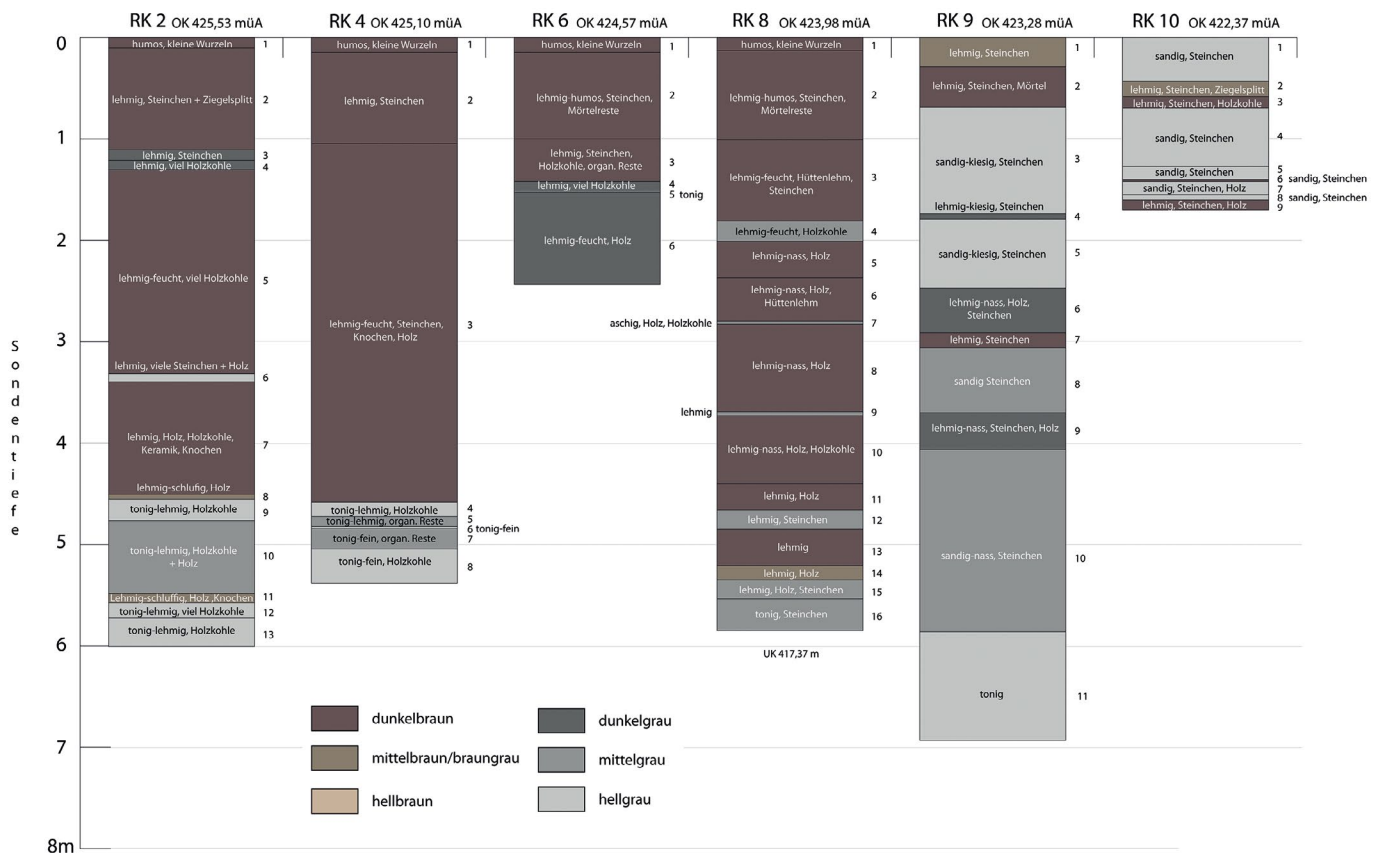 RK 2 OK 425,53 müA
humos, kleine Wurzeln 1
lehmig, Steinchen + Ziegelsplitt 2
lehmig, Steinchen 3
lehmig, viel Holzkohle 4
lehmig-feucht, viel Holzkohle 5
lehmig, viele Steinchen + Holz
6
lehmig, Holz, Holzkohle,
Keramik, Knochen 7
lehmig-schlufig, Holz
8
tonig-lehmig, Holzkohle 9
tonig-lehmig, Holzkohle
+ Holz 10
Lehmig-schluffig, Holz ,Knochen 11
tonig-lehmig, viel Holzkohle 12
tonig-lehmig, Holzkohle 13
RK 4 OK 425,10 müA
humos, kleine Wurzeln 1
lehmig, Steinchen 2
lehmig-feucht, Steinchen,
Knochen, Holz 3
tonig-lehmig, Holzkohle 4
tonig-lehmig, organ. Reste 5
6 tonig-fein
tonig-fein, organ. Reste 7
tonig-fein, Holzkohle 8
RK 6 OK 424,57 müA
humos, kleine Wurzeln 1
lehmig-humos, Steinchen,
Mörtelreste 2
lehmig, Steinchen,
Holzkohle, organ. Reste 3
lehmig, viel Holzkohle 4
5 tonig
lehmig-feucht, Holz 6
RK 8 OK 423,98 müA
humos, kleine Wurzeln 1
lehmig-humos, Steinchen,
Mörtelreste 2
lehmig-feucht, Hüttenlehm,
Steinchen 3
lehmig-feucht, Holzkohle 4
lehmig-nass, Holz 5
lehmig-nass, Holz,
Hüttenlehm 6
aschig, Holz, Holzkohle 7
lehmig-nass, Holz 8
lehmig 9
lehmig-nass, Holz, Holzkohle 10
lehmig, Holz 11
lehmig, Steinchen 12
lehmig 13
lehmig, Holz 14
lehmig, Holz, Steinchen 15
tonig, Steinchen 16
UK 417,37 m
RK 9 OK 423,28 müA
lehmig, Steinchen 1
lehmig, Steinchen, Mörtel 2
sandig-kiesig, Steinchen 3
lehmig-kiesig, Steinchen
4
sandig-kiesig, Steinchen 5
lehmig-nass, Holz,
Steinchen 6
lehmig, Steinchen 7
sandig Steinchen 8
lehmig-nass, Steinchen, Holz 9
sandig-nass, Steinchen 10
tonig 11
RK 10 OK 422,37 müA
sandig, Steinchen 1
lehmig, Steinchen, Ziegelsplitt 2
lehmig, Steinchen, Holzkohle 3
sandig, Steinchen 4
sandig, Steinchen 5
6 sandig, Steinchen
sandig, Steinchen, Holz 7
8 sandig, Steinchen
lehmig, Steinchen, Holz 9
0
1
2
3
4
5
6
7
8m
Sondentiefe
dunkelbraun
mittelbraun/braungrau
hellbraun
dunkelgrau
mittelgrau
hellgrau